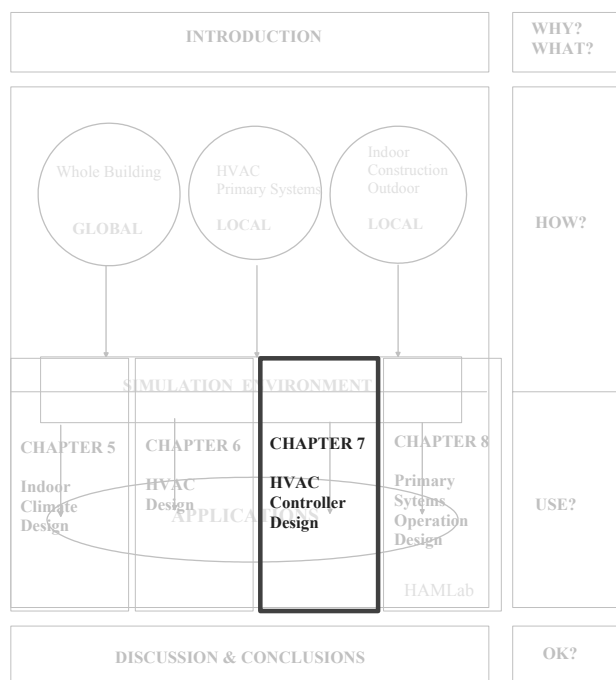 INTRODUCTION
WHY?
WHAT?
Whole Building
GLOBAL
HVAC
Primary Systems
LOCAL
Indoor
Construction
Outdoor
LOCAL
HOW?
SIMULATION ENVIRONMENT
CHAPTER 5
Indoor
Climate
Design
CHAPTER 6
HVAC
Design
CHAPTER 7
HVAC
Controller
Design
CHAPTER 8
Primary
Sytems
Operation
Design
APPLICATIONS
HAMLab
USE?
DISCUSSION & CONCLUSIONS
OK?